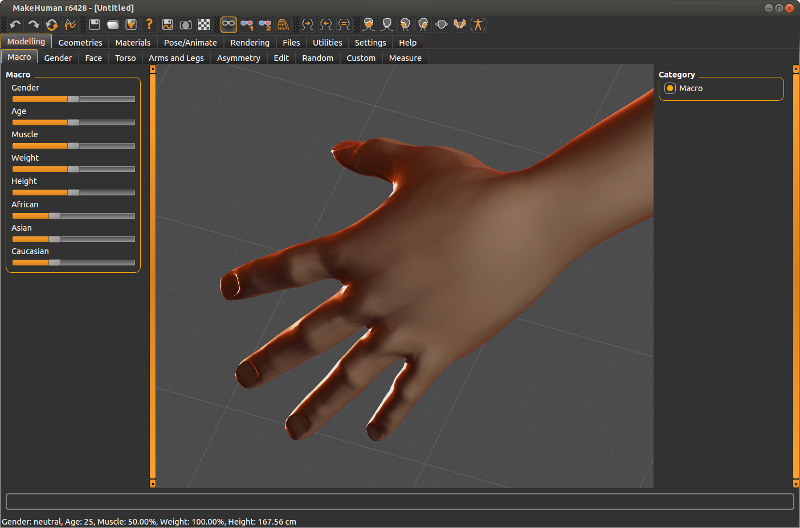 MakeHuman r6428 - [Untitled]
Modelling Geometries Materials Pose/Animate Rendering Files Utilities Settings Help
Macro Gender Face Torso Arms and Legs Asymmetry Edit Random Custom Measure
Macro
Gender
Age
Muscle
Weight
Height
African
Asian
Caucasian
Category
Macro
Gender: neutral, Age: 25, Muscle: 50.00%, Weight: 100.00%, Height: 167.56 cm